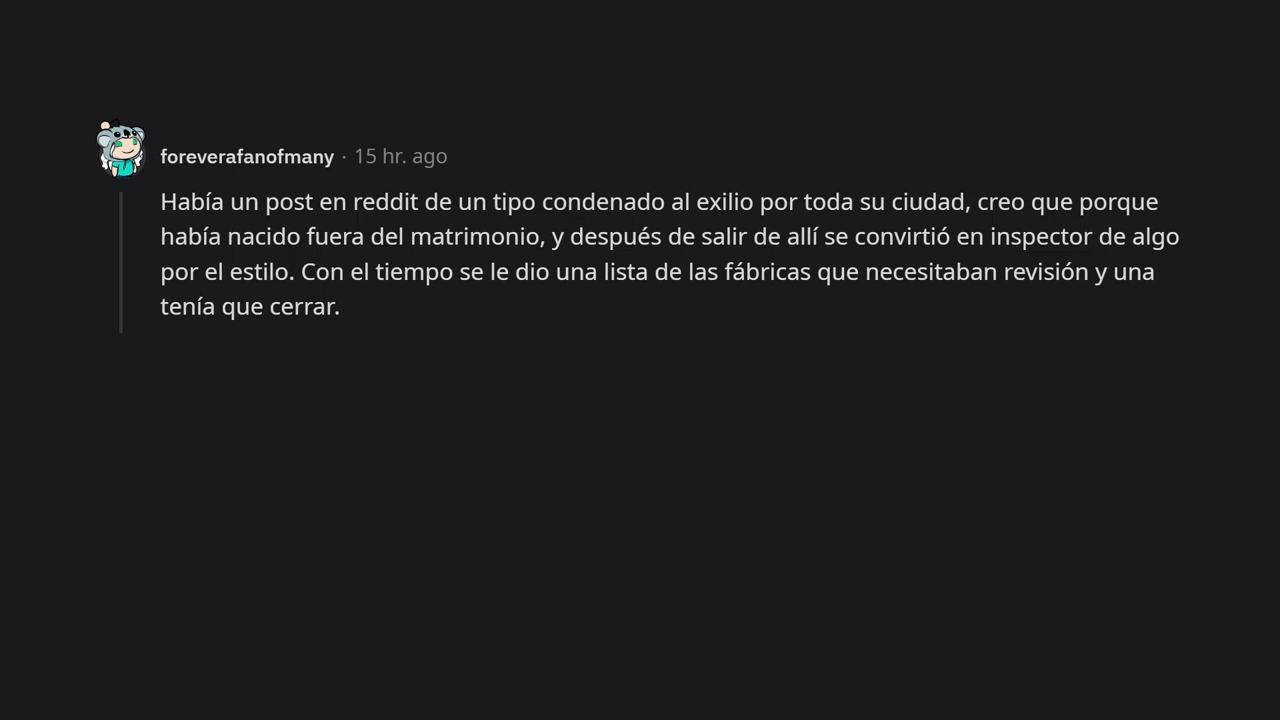 foreverafanofmany · 15 hr. ago
Había un post en reddit de un tipo condenado al exilio por toda su ciudad, creo que porque
había nacido fuera del matrimonio, y después de salir de allí se convirtió en inspector de algo
por el estilo. Con el tiempo se le dio una lista de las fábricas que necesitaban revisión y una
tenía que cerrar.